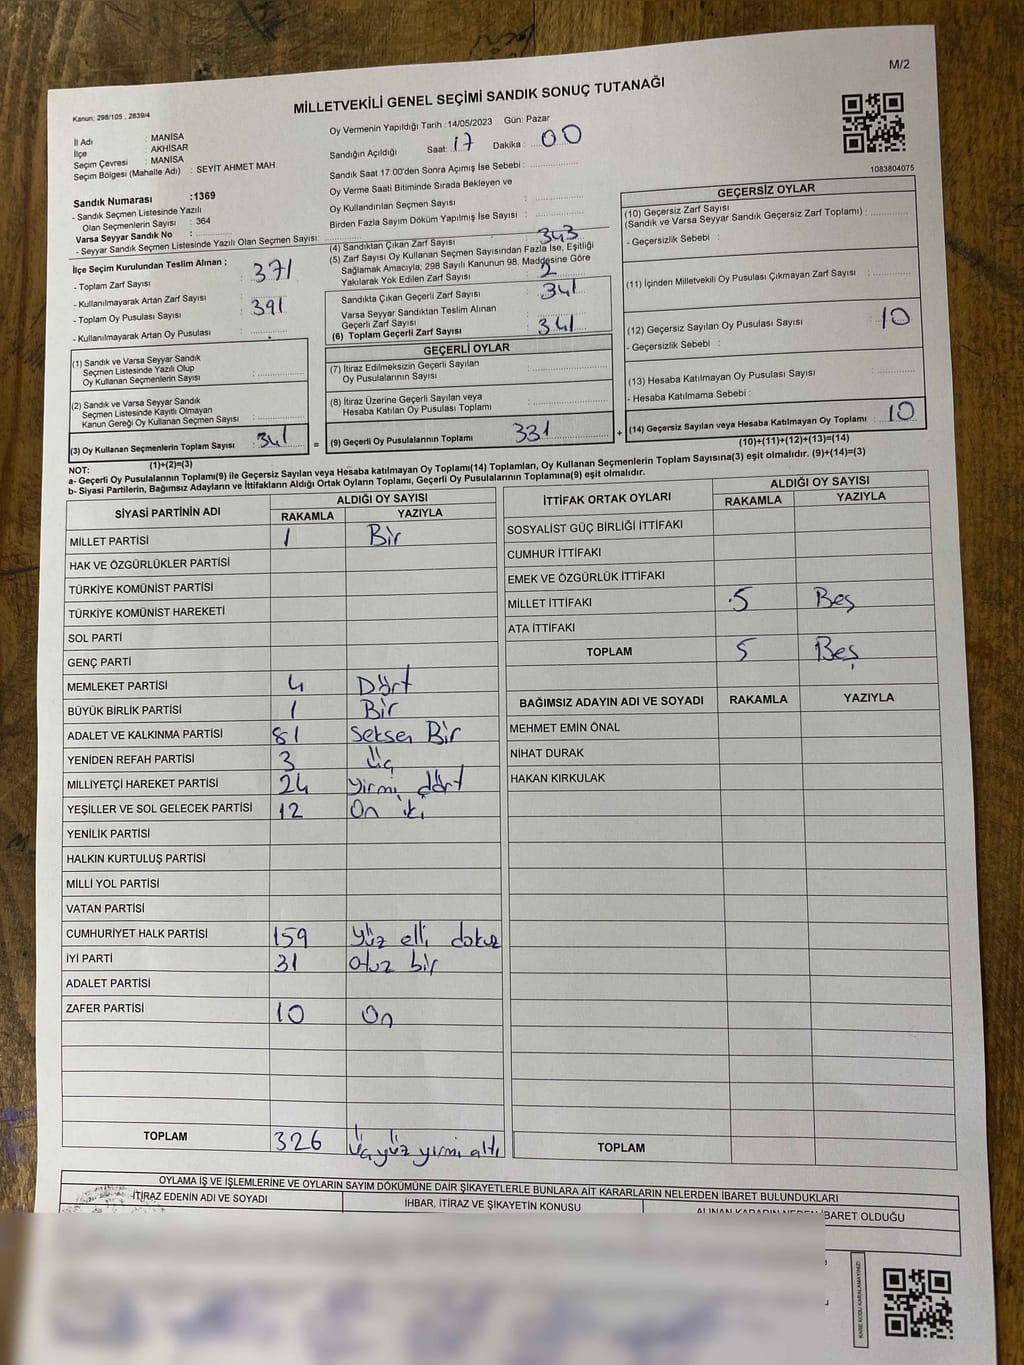 M/2
MİLLETVEKİLİ GENEL SEÇİMİ SANDIK SONUÇ TUTANAĞI
Kanun; 298/105 , 2839/4
İl Adı : MANİSA
İlçe : AKHİSAR
Seçim Çevresi : MANİSA
Seçim Bölgesi (Mahalle Adı) : SEYİT AHMET MAH.
Oy Vermenin Yapıldığı Tarih : 14/05/2023 Gün: Pazar
Sandığın Açıldığı Saat: 17 Dakika : 00
Sandık Saat 17:00'den Sonra Açımış İse Sebebi :
Oy Verme Saati Bitiminde Sırada Bekleyen ve
Oy Kullandırılan Seçmen Sayısı :
Birden Fazla Sayım Döküm Yapılmış İse Sayısı :
1083804075
Sandık Numarası :1369
- Sandık Seçmen Listesinde Yazılı
Olan Seçmenlerin Sayısı : 364
Varsa Seyyar Sandık No :
- Seyyar Sandık Seçmen Listesinde Yazılı Olan Seçmen Sayısı:
İlçe Seçim Kurulundan Teslim Alınan ;
- Toplam Zarf Sayısı : 371
- Kullanılmayarak Artan Zarf Sayısı :
- Toplam Oy Pusulası Sayısı : 391
- Kullanılmayarak Artan Oy Pusulası :
(4) Sandıktan Çıkan Zarf Sayısı : 343
(5) Zarf Sayısı Oy Kullanan Seçmen Sayısından Fazla İse, Eşitliği
Sağlamak Amacıyla, 298 Sayılı Kanunun 98. Maddesine Göre
Yakılarak Yok Edilen Zarf Sayısı : 2
Sandıkta Çıkan Geçerli Zarf Sayısı : 341
Varsa Seyyar Sandıktan Teslim Alınan
Geçerli Zarf Sayısı :
(6) Toplam Geçerli Zarf Sayısı : 341
GEÇERSİZ OYLAR
(10) Geçersiz Zarf Sayısı
(Sandık ve Varsa Seyyar Sandık Geçersiz Zarf Toplamı) :
- Geçersizlik Sebebi :
(11) İçinden Milletvekili Oy Pusulası Çıkmayan Zarf Sayısı :
(12) Geçersiz Sayılan Oy Pusulası Sayısı : 10
- Geçersizlik Sebebi :
(13) Hesaba Katılmayan Oy Pusulası Sayısı :
- Hesaba Katılmama Sebebi :
(14) Geçersiz Sayılan veya Hesaba Katılmayan Oy Toplamı : 10
(10)+(11)+(12)+(13)=(14)
(1) Sandık ve Varsa Seyyar Sandık
Seçmen Listesinde Yazılı Olup
Oy Kullanan Seçmenlerin Sayısı :
(2) Sandık ve Varsa Seyyar Sandık
Seçmen Listesinde Kayıtlı Olmayan
Kanun Gereği Oy Kullanan Seçmen Sayısı :
(3) Oy Kullanan Seçmenlerin Toplam Sayısı : 341
(1)+(2)=(3)
GEÇERLİ OYLAR
(7) İtiraz Edilmeksizin Geçerli Sayılan
Oy Pusulalarının Sayısı :
(8) İtiraz Üzerine Geçerli Sayılan veya
Hesaba Katılan Oy Pusulası Toplamı :
= (9) Geçerli Oy Pusulalarının Toplamı : 331 +
NOT:
a- Geçerli Oy Pusulalarının Toplamı(9) ile Geçersiz Sayılan veya Hesaba katılmayan Oy Toplamı(14) Toplamları, Oy Kullanan Seçmenlerin Toplam Sayısına(3) eşit olmalıdır. (9)+(14)=(3)
b- Siyasi Partilerin, Bağımsız Adayların ve İttifakların Aldığı Ortak Oyların Toplamı, Geçerli Oy Pusulalarının Toplamına(9) eşit olmalıdır.
SİYASİ PARTİNİN ADI ALDIĞI OY SAYISI
RAKAMLA YAZIYLA
MİLLET PARTİSİ 1 Bir
HAK VE ÖZGÜRLÜKLER PARTİSİ
TÜRKİYE KOMÜNİST PARTİSİ
TÜRKİYE KOMÜNİST HAREKETİ
SOL PARTİ
GENÇ PARTİ
MEMLEKET PARTİSİ 4 Dört
BÜYÜK BİRLİK PARTİSİ 1 Bir
ADALET VE KALKINMA PARTİSİ 81 Seksen Bir
YENİDEN REFAH PARTİSİ 3 Üç
MİLLİYETÇİ HAREKET PARTİSİ 24 Yirmi dört
YEŞİLLER VE SOL GELECEK PARTİSİ 12 On iki
YENİLİK PARTİSİ
HALKIN KURTULUŞ PARTİSİ
MİLLİ YOL PARTİSİ
VATAN PARTİSİ
CUMHURİYET HALK PARTİSİ 159 Yüz elli dokuz
İYİ PARTİ 31 otuz bir
ADALET PARTİSİ
ZAFER PARTİSİ 10 On
TOPLAM 326 Üçyüz yirmi altı
İTTİFAK ORTAK OYLARI ALDIĞI OY SAYISI
RAKAMLA YAZIYLA
SOSYALİST GÜÇ BİRLİĞİ İTTİFAKI
CUMHUR İTTİFAKI
EMEK VE ÖZGÜRLÜK İTTİFAKI
MİLLET İTTİFAKI 5 Beş
ATA İTTİFAKI
TOPLAM 5 Beş
BAĞIMSIZ ADAYIN ADI VE SOYADI RAKAMLA YAZIYLA
MEHMET EMİN ÖNAL
NİHAT DURAK
HAKAN KIRKULAK
TOPLAM
OYLAMA İŞ VE İŞLEMLERİNE VE OYLARIN SAYIM DÖKÜMÜNE DAİR ŞİKAYETLERLE BUNLARA AİT KARARLARIN NELERDEN İBARET BULUNDUKLARI
İTİRAZ EDENİN ADI VE SOYADI İHBAR, İTİRAZ VE ŞİKAYETİN KONUSU ALINAN KARARIN NEDEN İBARET OLDUĞU
KARE KODU KARALAMAYINIZ!